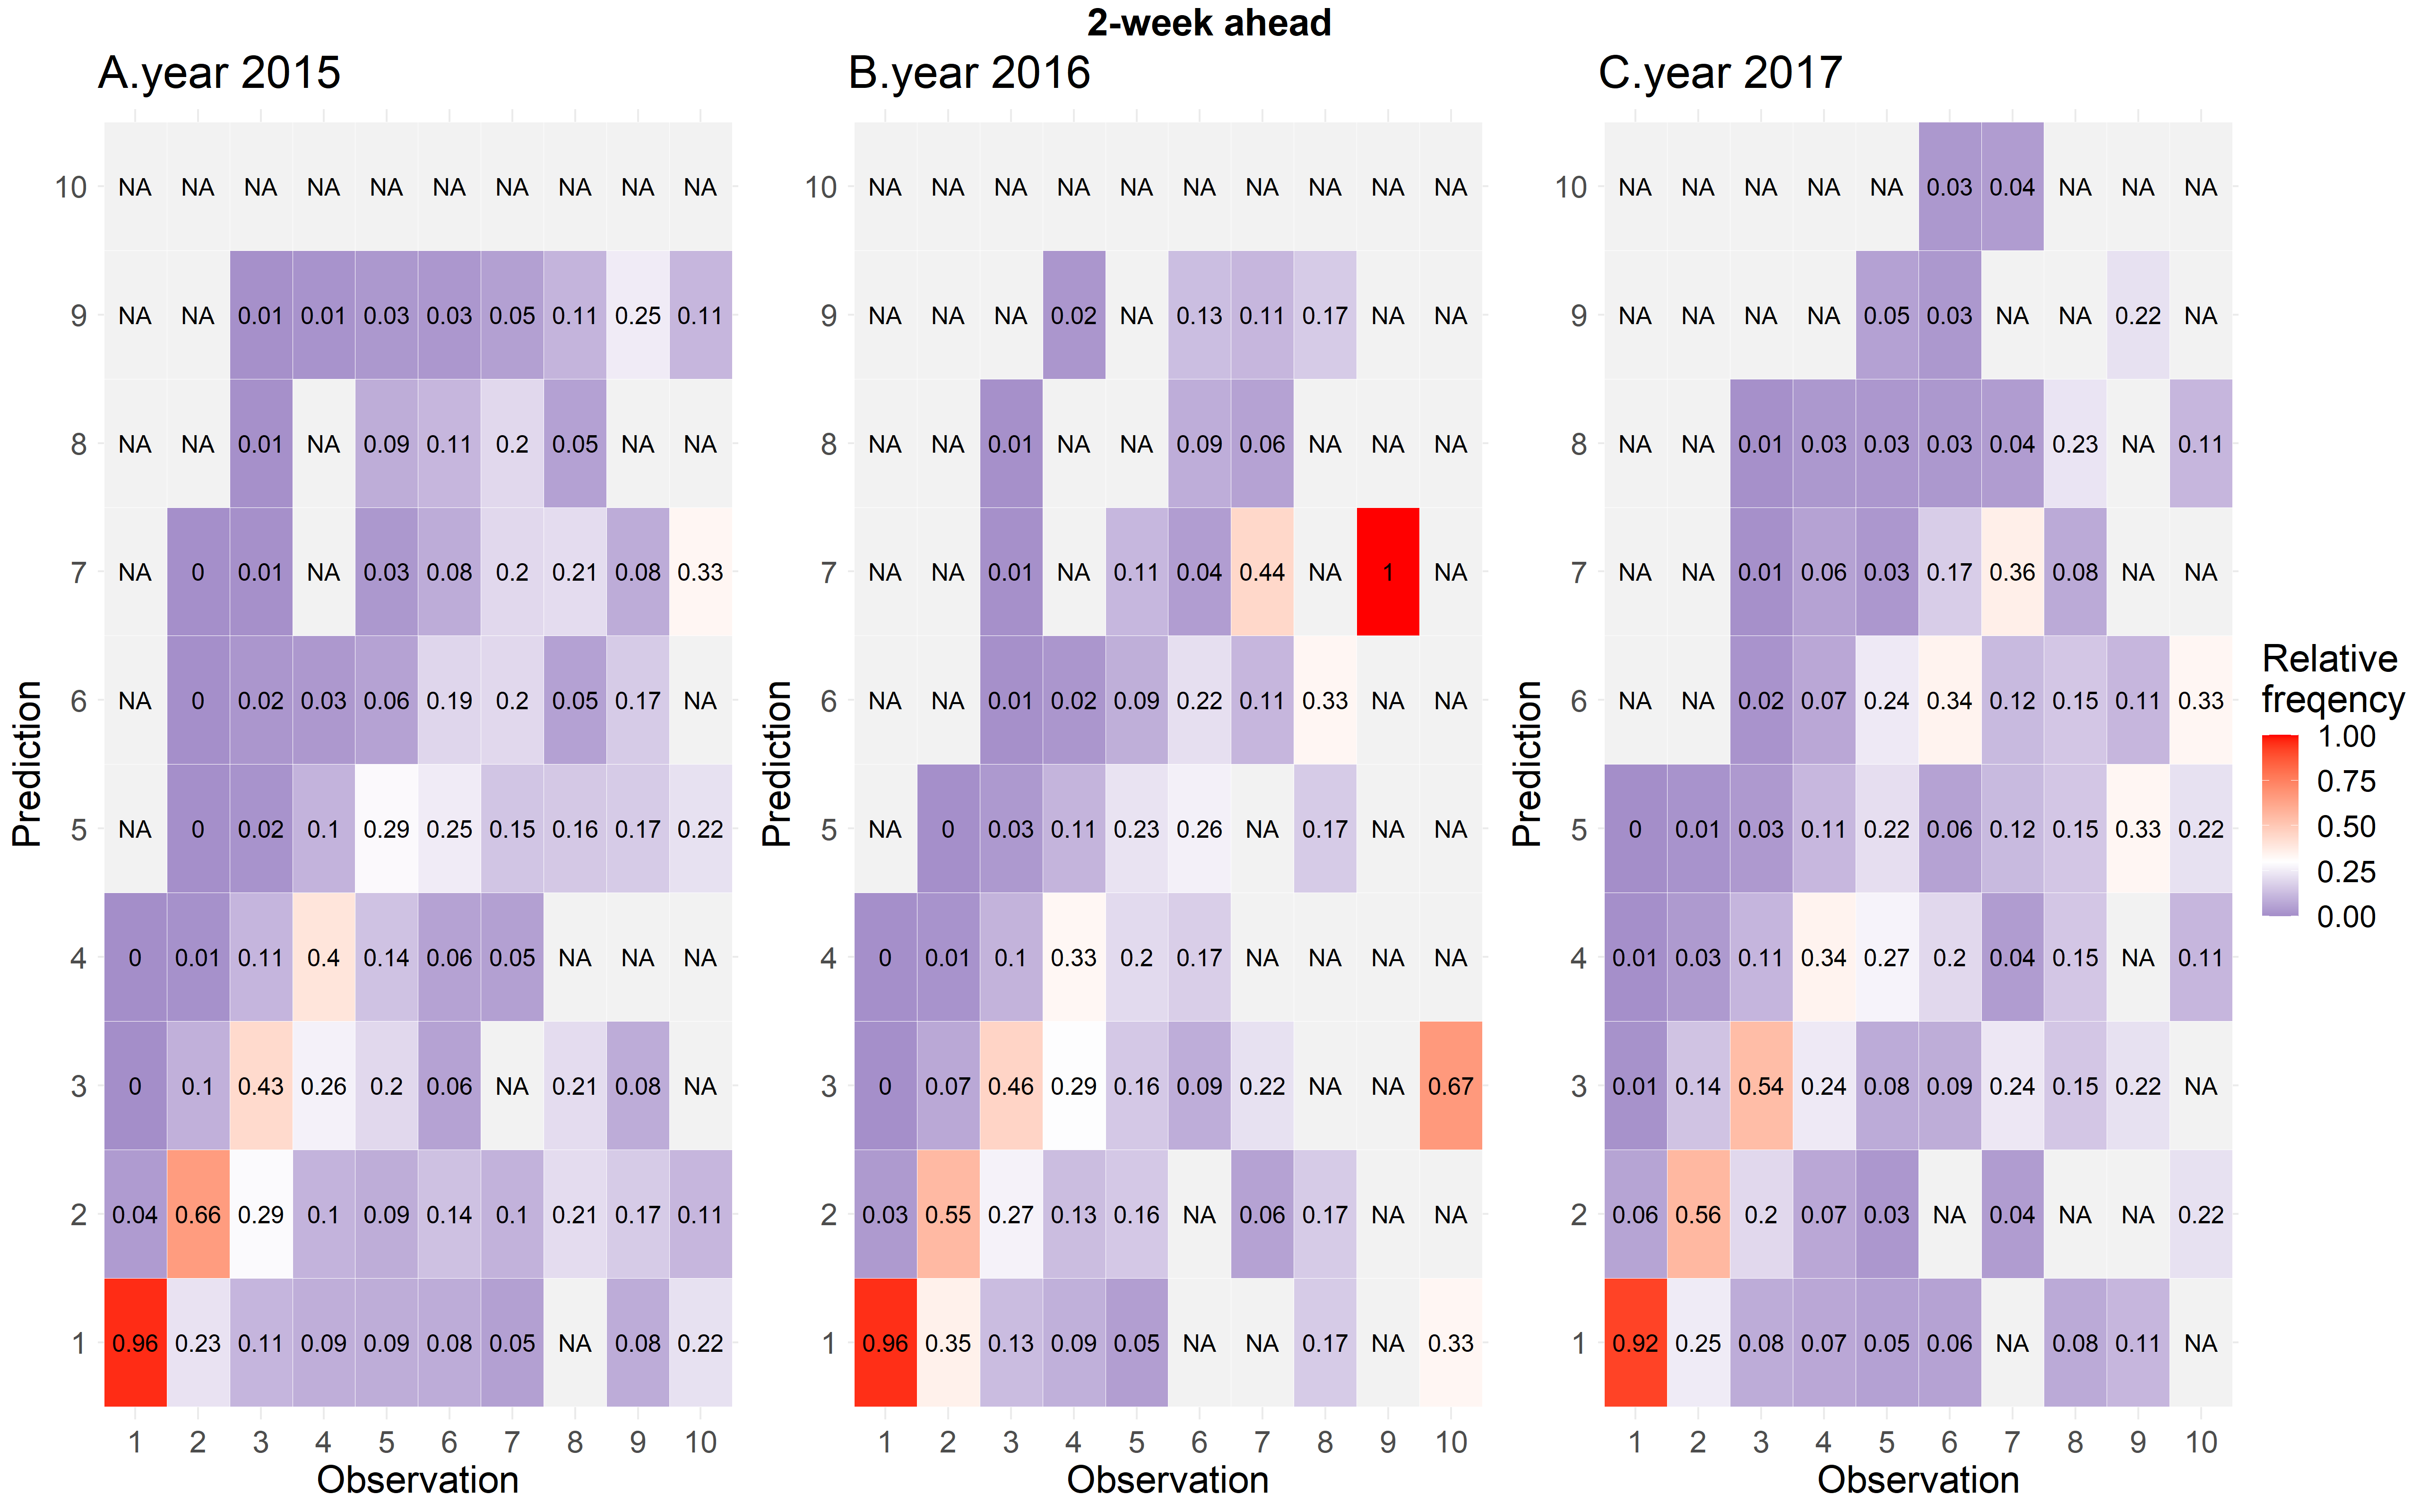 2-week ahead
A.year 2015 B.year 2016 C.year 2017
10 NA NA NA NA NA NA NA NA NA NA 10 NA NA NA NA NA NA NA NA NA NA 10 NA NA NA NA NA 0.03 0.04 NA NA NA
9 NA NA 0.01 0.01 0.03 0.03 0.05 0.11 0.25 0.11 9 NA NA NA 0.02 NA 0.13 0.11 0.17 NA NA 9 NA NA NA NA 0.05 0.03 NA NA 0.22 NA
8 NA NA 0.01 NA 0.09 0.11 0.2 0.05 NA NA 8 NA NA 0.01 NA NA 0.09 0.06 NA NA NA 8 NA NA 0.01 0.03 0.03 0.03 0.04 0.23 NA 0.11
7 NA 0 0.01 NA 0.03 0.08 0.2 0.21 0.08 0.33 7 NA NA 0.01 NA 0.11 0.04 0.44 NA 1 NA 7 NA NA 0.01 0.06 0.03 0.17 0.36 0.08 NA NA
6 NA 0 0.02 0.03 0.06 0.19 0.2 0.05 0.17 NA 6 NA NA 0.01 0.02 0.09 0.22 0.11 0.33 NA NA 6 NA NA 0.02 0.07 0.24 0.34 0.12 0.15 0.11 0.33
5 NA 0 0.02 0.1 0.29 0.25 0.15 0.16 0.17 0.22 5 NA 0 0.03 0.11 0.23 0.26 NA 0.17 NA NA 5 0 0.01 0.03 0.11 0.22 0.06 0.12 0.15 0.33 0.22
4 0 0.01 0.11 0.4 0.14 0.06 0.05 NA NA NA 4 0 0.01 0.1 0.33 0.2 0.17 NA NA NA NA 4 0.01 0.03 0.11 0.34 0.27 0.2 0.04 0.15 NA 0.11
3 0 0.1 0.43 0.26 0.2 0.06 NA 0.21 0.08 NA 3 0 0.07 0.46 0.29 0.16 0.09 0.22 NA NA 0.67 3 0.01 0.14 0.54 0.24 0.08 0.09 0.24 0.15 0.22 NA
2 0.04 0.66 0.29 0.1 0.09 0.14 0.1 0.21 0.17 0.11 2 0.03 0.55 0.27 0.13 0.16 NA 0.06 0.17 NA NA 2 0.06 0.56 0.2 0.07 0.03 NA 0.04 NA NA 0.22
1 0.96 0.23 0.11 0.09 0.09 0.08 0.05 NA 0.08 0.22 1 0.96 0.35 0.13 0.09 0.05 NA NA 0.17 NA 0.33 1 0.92 0.25 0.08 0.07 0.05 0.06 NA 0.08 0.11 NA
1 2 3 4 5 6 7 8 9 10 1 2 3 4 5 6 7 8 9 10 1 2 3 4 5 6 7 8 9 10
Observation Observation Observation
Prediction
Prediction
Prediction
Relative
freqency
1.00
0.75
0.50
0.25
0.00